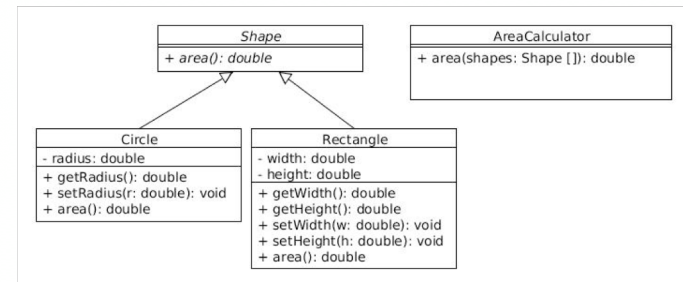 Shape
+ area(): double
AreaCalculator
+ area(shapes: Shape []): double
Circle
- radius: double
+ getRadius(): double
+ setRadius(r: double): void
+ area(): double
Rectangle
- width: double
- height: double
+ getWidth(): double
+ getHeight(): double
+ setWidth(w: double): void
+ setHeight(h: double): void
+ area(): double